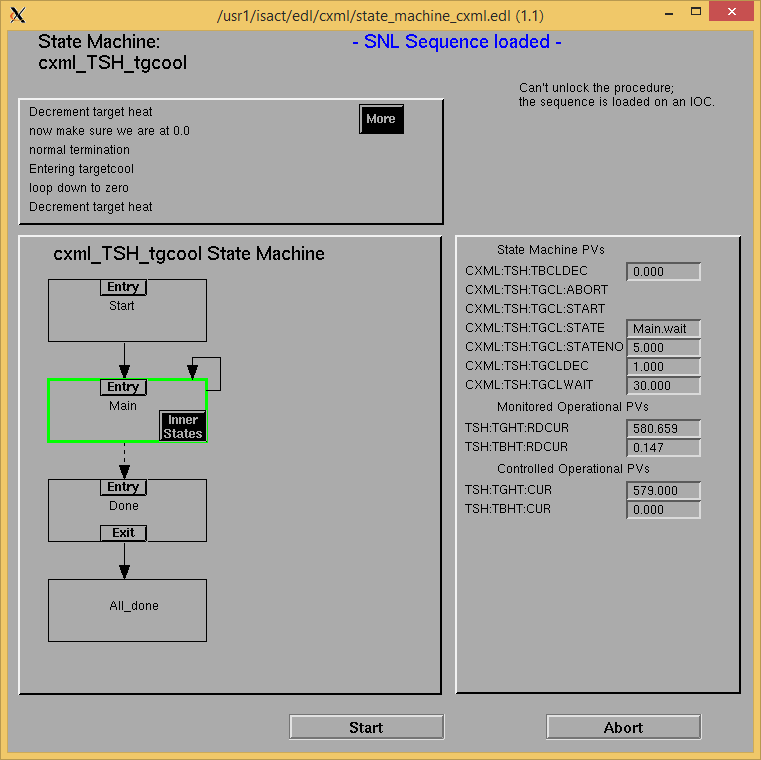 /usr1/isact/edl/cxml/state_machine_cxml.edl (1.1)
State Machine:
cxml_TSH_tgcool
- SNL Sequence loaded -
Can't unlock the procedure;
the sequence is loaded on an IOC.
Decrement target heat
now make sure we are at 0.0
normal termination
Entering targetcool
loop down to zero
Decrement target heat
More
cxml_TSH_tgcool State Machine
Entry
Start
Entry
Main
Inner
States
Entry
Done
Exit
All_done
State Machine PVs
CXML:TSH:TBCLDEC 0.000
CXML:TSH:TGCL:ABORT
CXML:TSH:TGCL:START
CXML:TSH:TGCL:STATE Main.wait
CXML:TSH:TGCL:STATENO 5.000
CXML:TSH:TGCLDEC 1.000
CXML:TSH:TGCLWAIT 30.000
Monitored Operational PVs
TSH:TGHT:RDCUR 580.659
TSH:TBHT:RDCUR 0.147
Controlled Operational PVs
TSH:TGHT:CUR 579.000
TSH:TBHT:CUR 0.000
Start
Abort